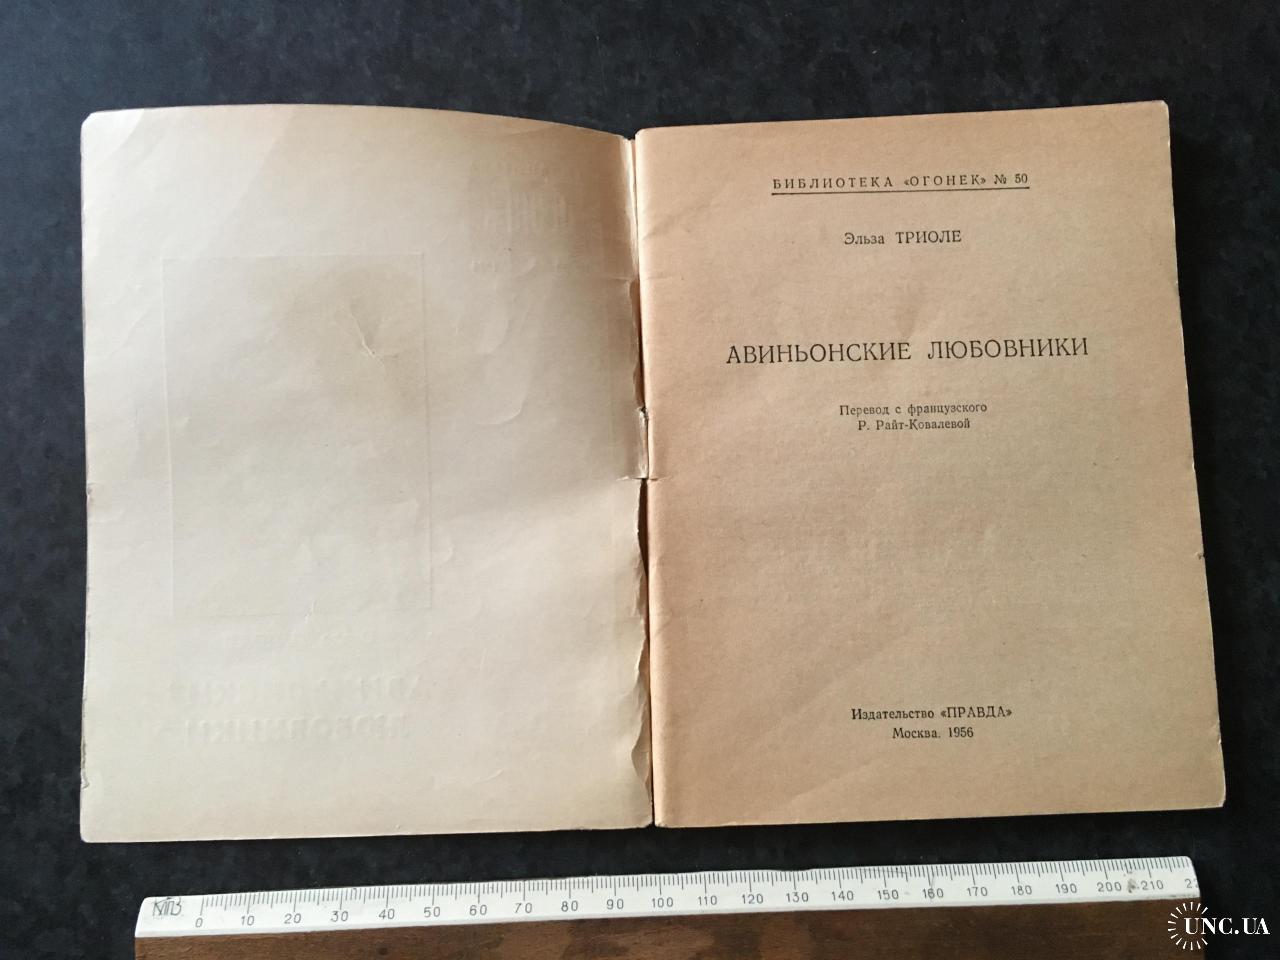 БИБЛИОТЕКА «ОГОНЕК» № 50
Эльза ТРИОЛЕ
АВИНЬОНСКИЕ ЛЮБОВНИКИ
Перевод с французского
Р. Райт-Ковалевой
Издательство «ПРАВДА»
Москва. 1956
0 10 20 30 40 50 60 70 80 90 100 110 120 130 140 150 160 170 180 190 200 210
UNC.UA